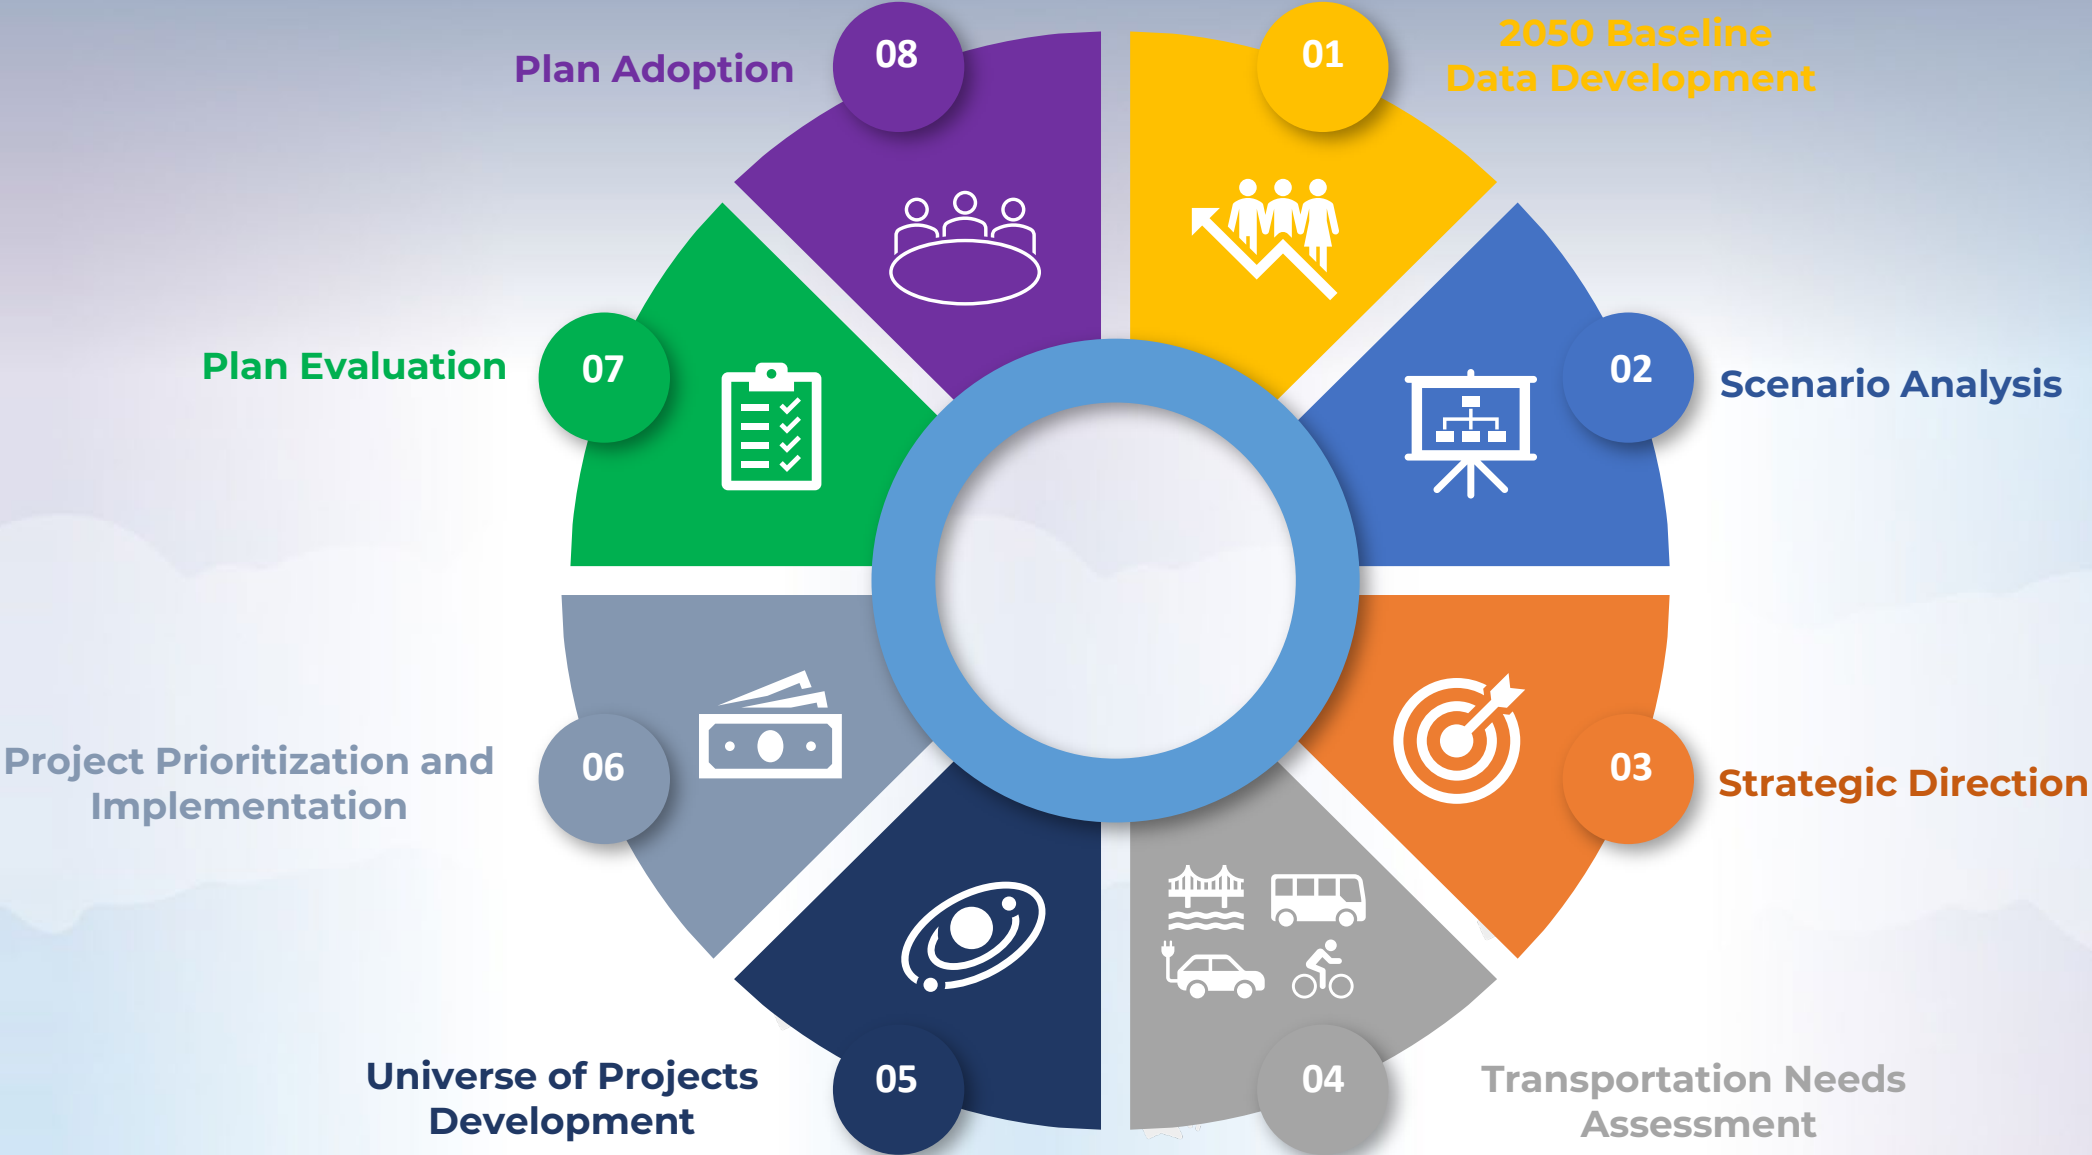 01
2050 Baseline
Data Development
02
Scenario Analysis
03
Strategic Direction
04
Transportation Needs
Assessment
05
Universe of Projects
Development
06
Project Prioritization and
Implementation
07
Plan Evaluation
08
Plan Adoption